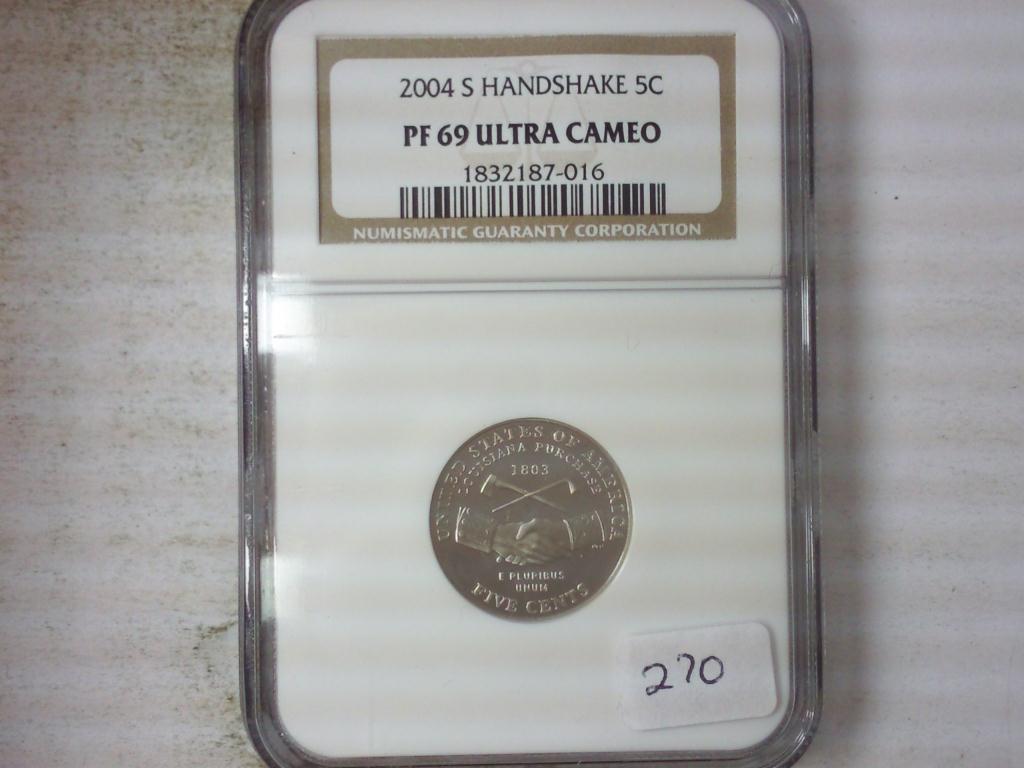 2004 S HANDSHAKE 5C
PF 69 ULTRA CAMEO
1832187-016
NUMISMATIC GUARANTY CORPORATION
UNITED STATES OF AMERICA
LOUISIANA PURCHASE
1803
E PLURIBUS
UNUM
FIVE CENTS
270